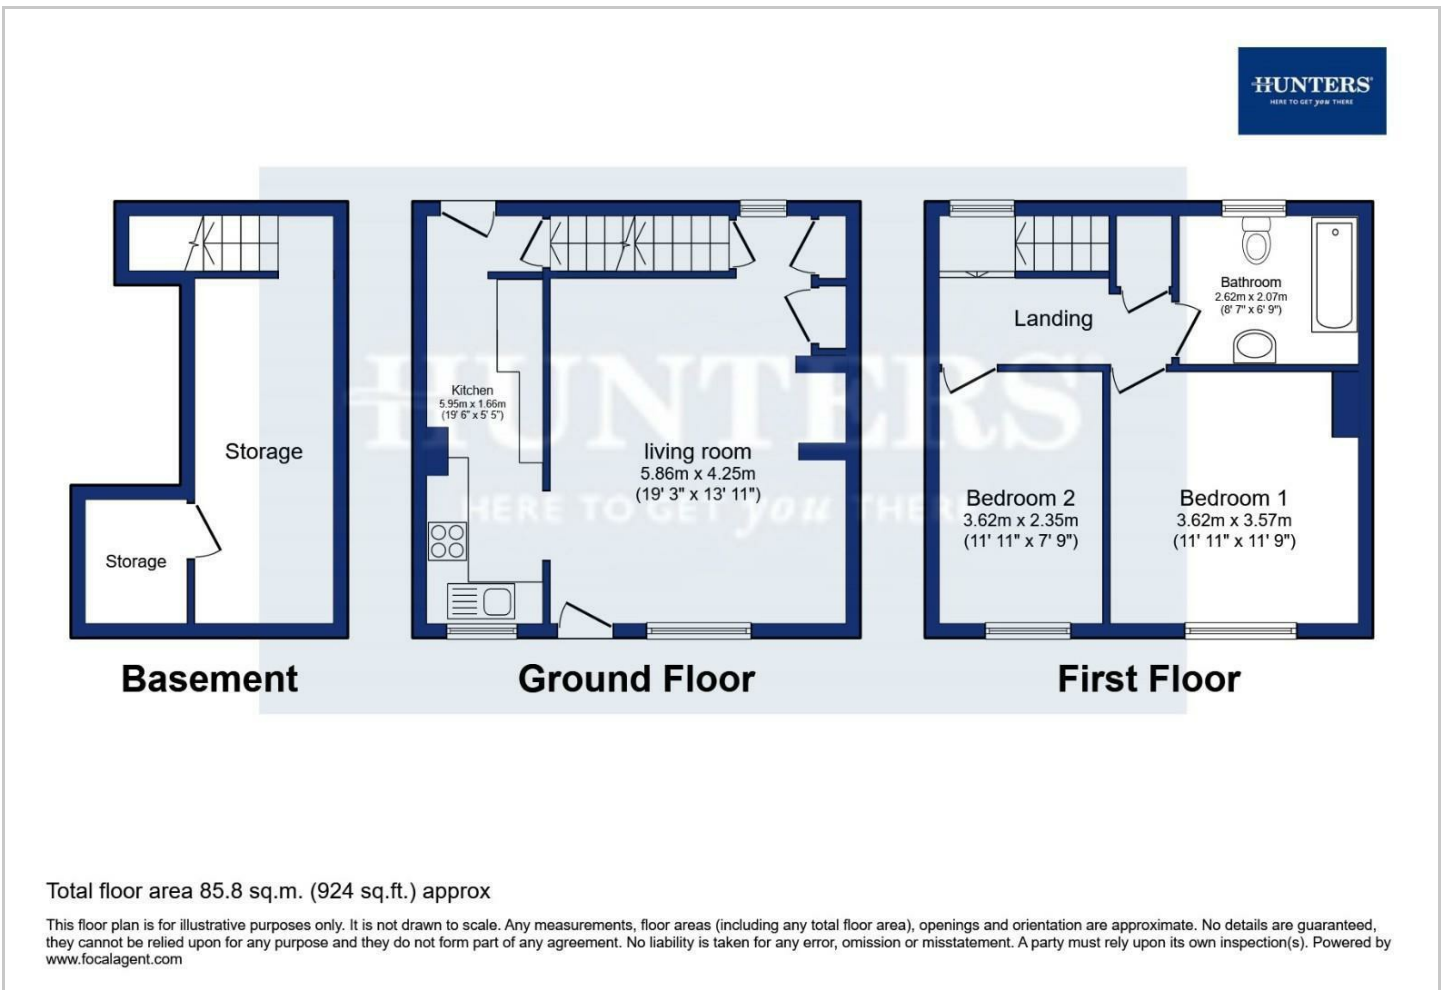 HUNTERS®
HERE TO GET you THERE
HUNTERS
HERE TO GET you THERE
Storage
Storage
Basement
Kitchen
5.95m x 1.66m
(19' 6" x 5' 5")
living room
5.86m x 4.25m
(19' 3" x 13' 11")
Ground Floor
Landing
Bathroom
2.62m x 2.07m
(8' 7" x 6' 9")
Bedroom 2
3.62m x 2.35m
(11' 11" x 7' 9")
Bedroom 1
3.62m x 3.57m
(11' 11" x 11' 9")
First Floor
Total floor area 85.8 sq.m. (924 sq.ft.) approx
This floor plan is for illustrative purposes only. It is not drawn to scale. Any measurements, floor areas (including any total floor area), openings and orientation are approximate. No details are guaranteed,
they cannot be relied upon for any purpose and they do not form part of any agreement. No liability is taken for any error, omission or misstatement. A party must rely upon its own inspection(s). Powered by
www.focalagent.com